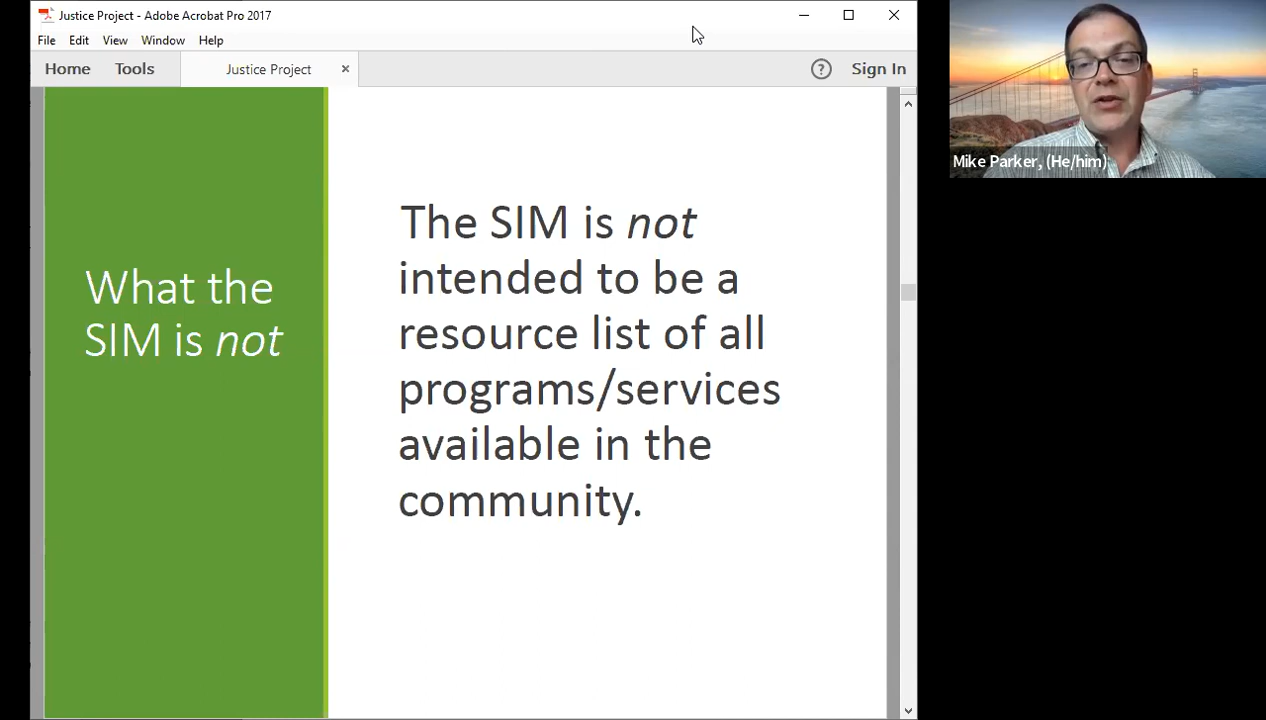 Justice Project - Adobe Acrobat Pro 2017
File Edit View Window Help
Home Tools Justice Project × ? Sign In
What the
SIM is not
The SIM is not
intended to be a
resource list of all
programs/services
available in the
community.
Mike Parker, (He/him)